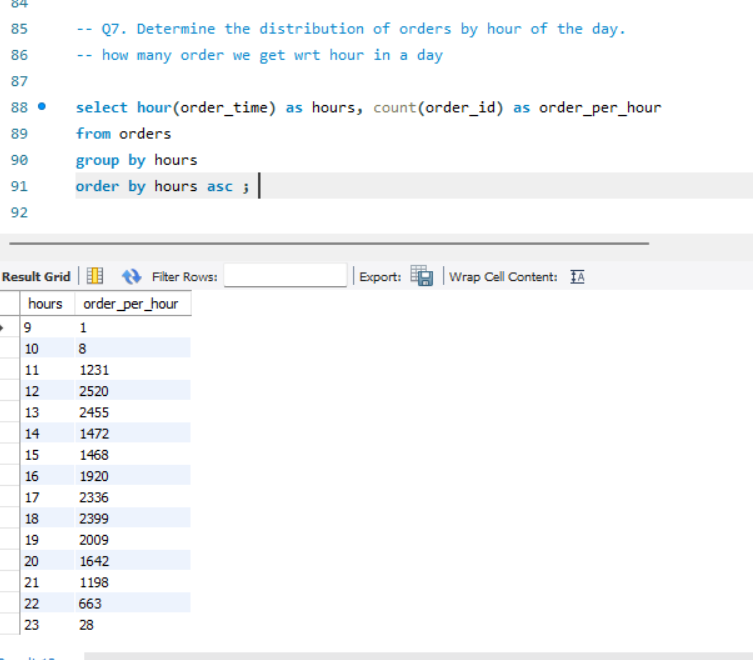 84
85 -- Q7. Determine the distribution of orders by hour of the day.
86 -- how many order we get wrt hour in a day
87
88 select hour(order_time) as hours, count(order_id) as order_per_hour
89 from orders
90 group by hours
91 order by hours asc ;
92
Result Grid Filter Rows: Export: Wrap Cell Content: IA
hours order_per_hour
9 1
10 8
11 1231
12 2520
13 2455
14 1472
15 1468
16 1920
17 2336
18 2399
19 2009
20 1642
21 1198
22 663
23 28